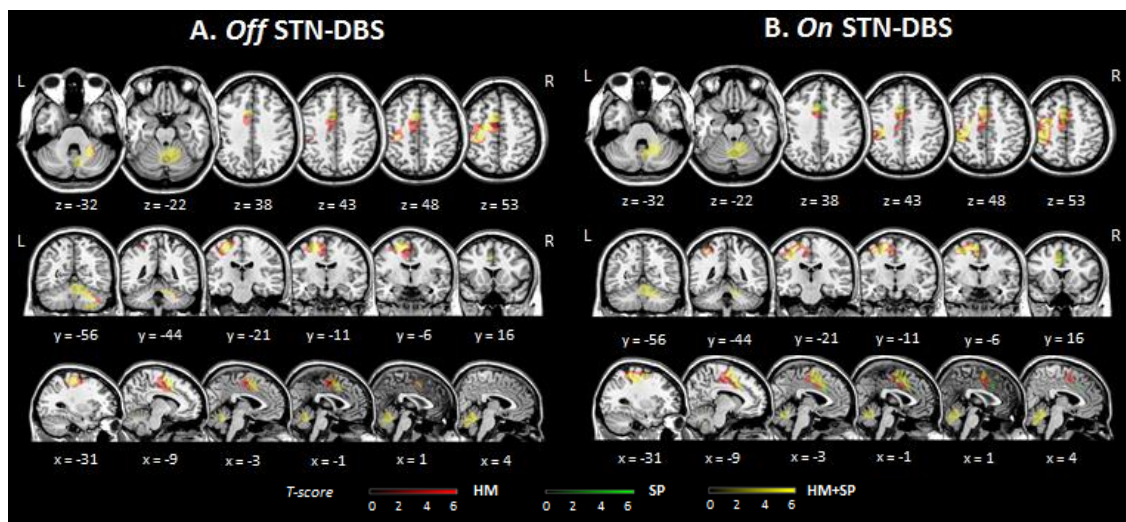 A. Off STN-DBS
L R
z = -32 z = -22 z = 38 z = 43 z = 48 z = 53
L R
y = -56 y = -44 y = -21 y = -11 y = -6 y = 16
x = -31 x = -9 x = -3 x = -1 x = 1 x = 4
B. On STN-DBS
L R
z = -32 z = -22 z = 38 z = 43 z = 48 z = 53
L R
y = -56 y = -44 y = -21 y = -11 y = -6 y = 16
x = -31 x = -9 x = -3 x = -1 x = 1 x = 4
T-score HM SP HM+SP
0 2 4 6 0 2 4 6 0 2 4 6